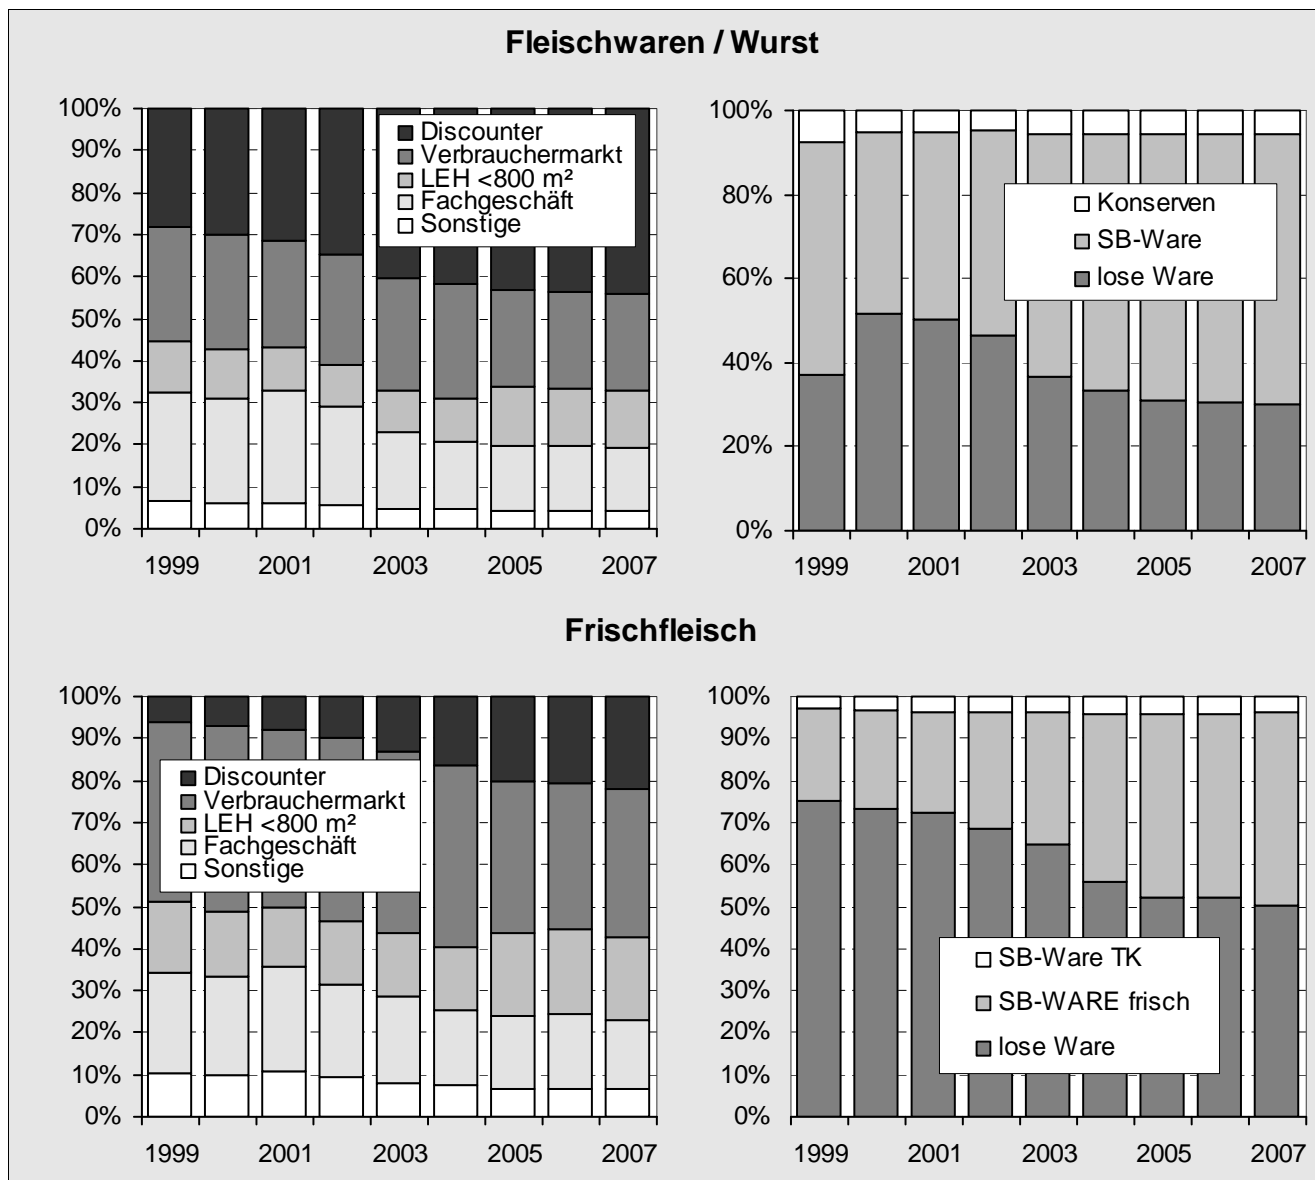 Fleischwaren / Wurst
100%
90%
80%
70%
60%
50%
40%
30%
20%
10%
0%
Discounter
Verbrauchermarkt
LEH <800 m²
Fachgeschäft
Sonstige
1999 2001 2003 2005 2007
100%
80%
60%
40%
20%
0%
Konserven
SB-Ware
lose Ware
1999 2001 2003 2005 2007
Frischfleisch
100%
90%
80%
70%
60%
50%
40%
30%
20%
10%
0%
Discounter
Verbrauchermarkt
LEH <800 m²
Fachgeschäft
Sonstige
1999 2001 2003 2005 2007
100%
90%
80%
70%
60%
50%
40%
30%
20%
10%
0%
SB-Ware TK
SB-WARE frisch
lose Ware
1999 2001 2003 2005 2007